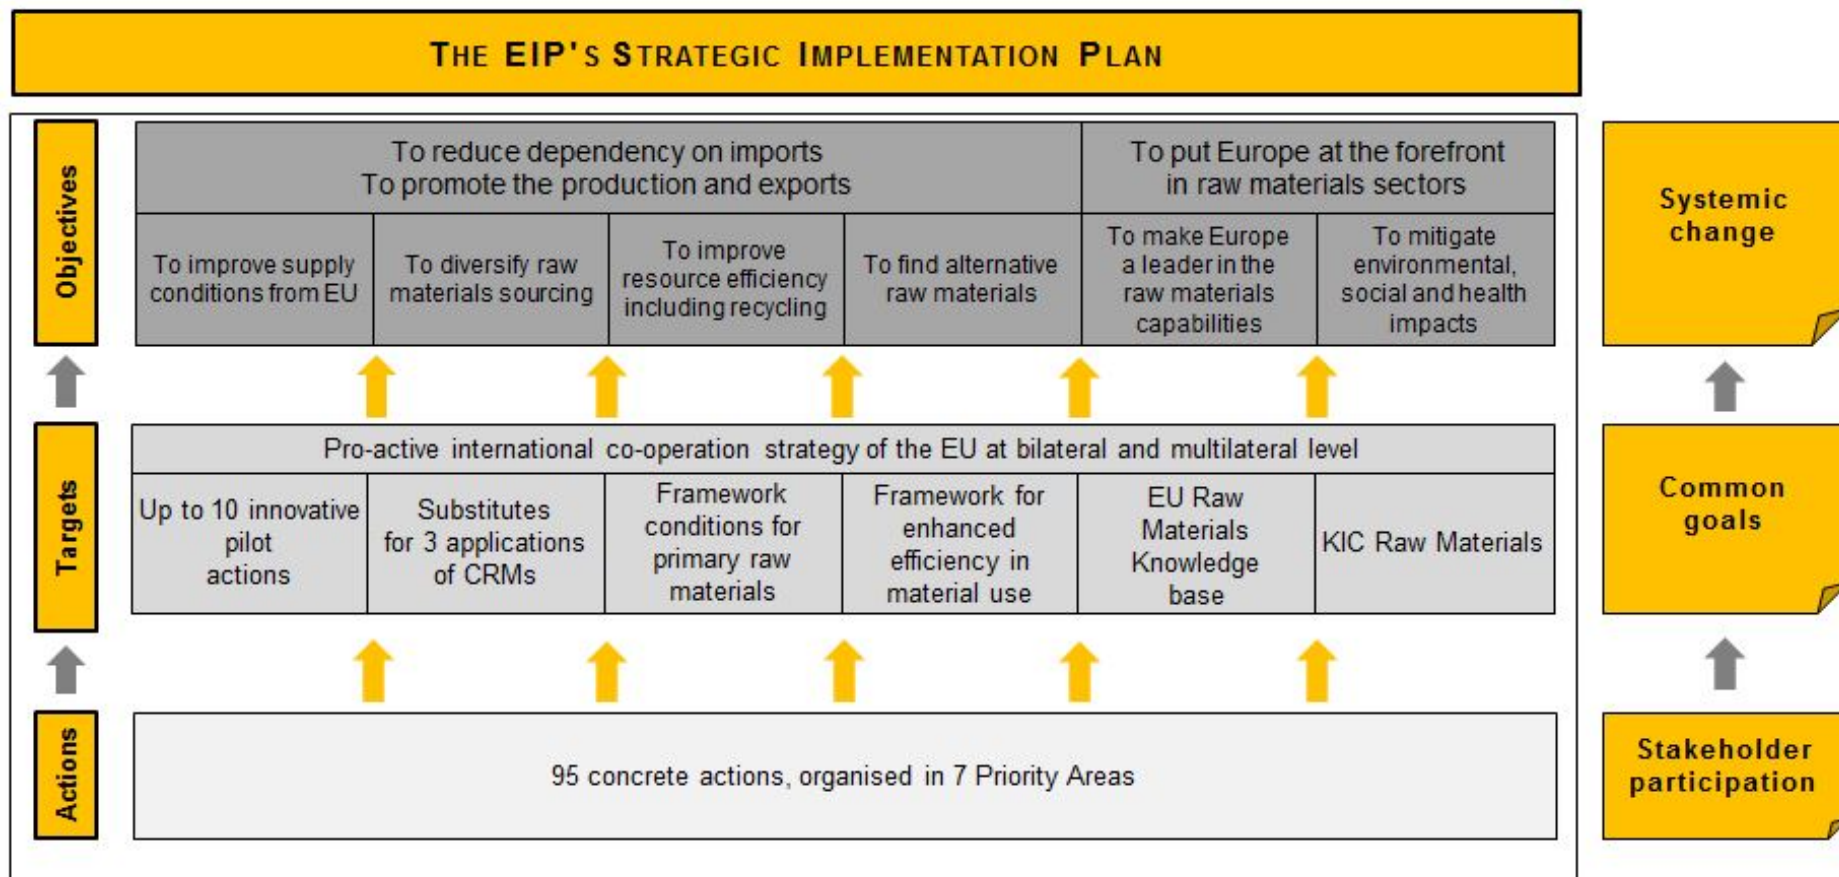 THE EIP'S STRATEGIC IMPLEMENTATION PLAN
Objectives
To reduce dependency on imports
To promote the production and exports
To put Europe at the forefront
in raw materials sectors
To improve supply
conditions from EU
To diversify raw
materials sourcing
To improve
resource efficiency
including recycling
To find alternative
raw materials
To make Europe
a leader in the
raw materials
capabilities
To mitigate
environmental,
social and health
impacts
Systemic
change
Targets
Pro-active international co-operation strategy of the EU at bilateral and multilateral level
Up to 10 innovative
pilot
actions
Substitutes
for 3 applications
of CRMs
Framework
conditions for
primary raw
materials
Framework for
enhanced
efficiency in
material use
EU Raw
Materials
Knowledge
base
KIC Raw Materials
Common
goals
Actions
95 concrete actions, organised in 7 Priority Areas
Stakeholder
participation